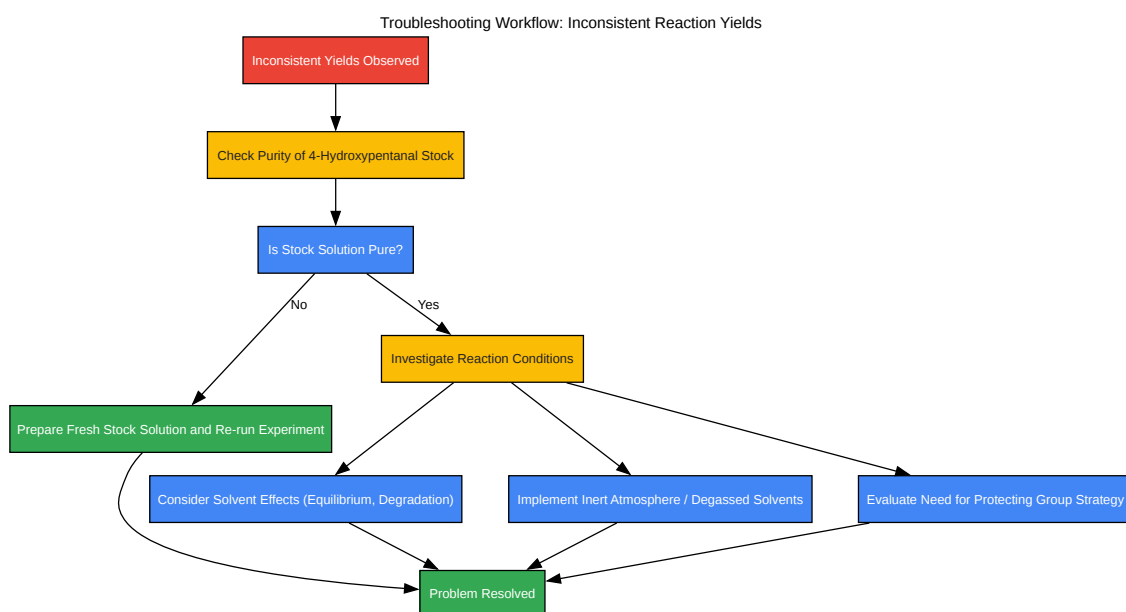 Troubleshooting Workflow: Inconsistent Reaction Yields
Inconsistent Yields Observed
Check Purity of 4-Hydroxypentanal Stock
Is Stock Solution Pure?
No
Yes
Investigate Reaction Conditions
Prepare Fresh Stock Solution and Re-run Experiment
Consider Solvent Effects (Equilibrium, Degradation)
Implement Inert Atmosphere / Degassed Solvents
Evaluate Need for Protecting Group Strategy
Problem Resolved